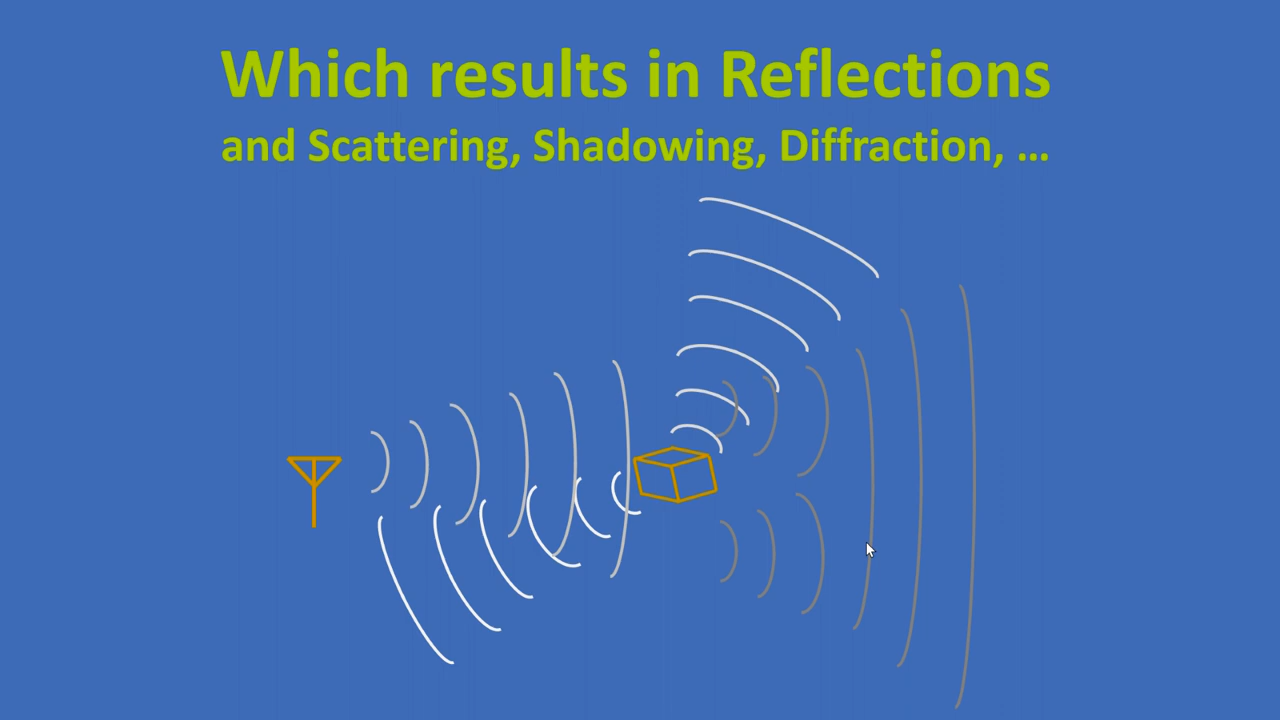 Which results in Reflections
and Scattering, Shadowing, Diffraction, ...